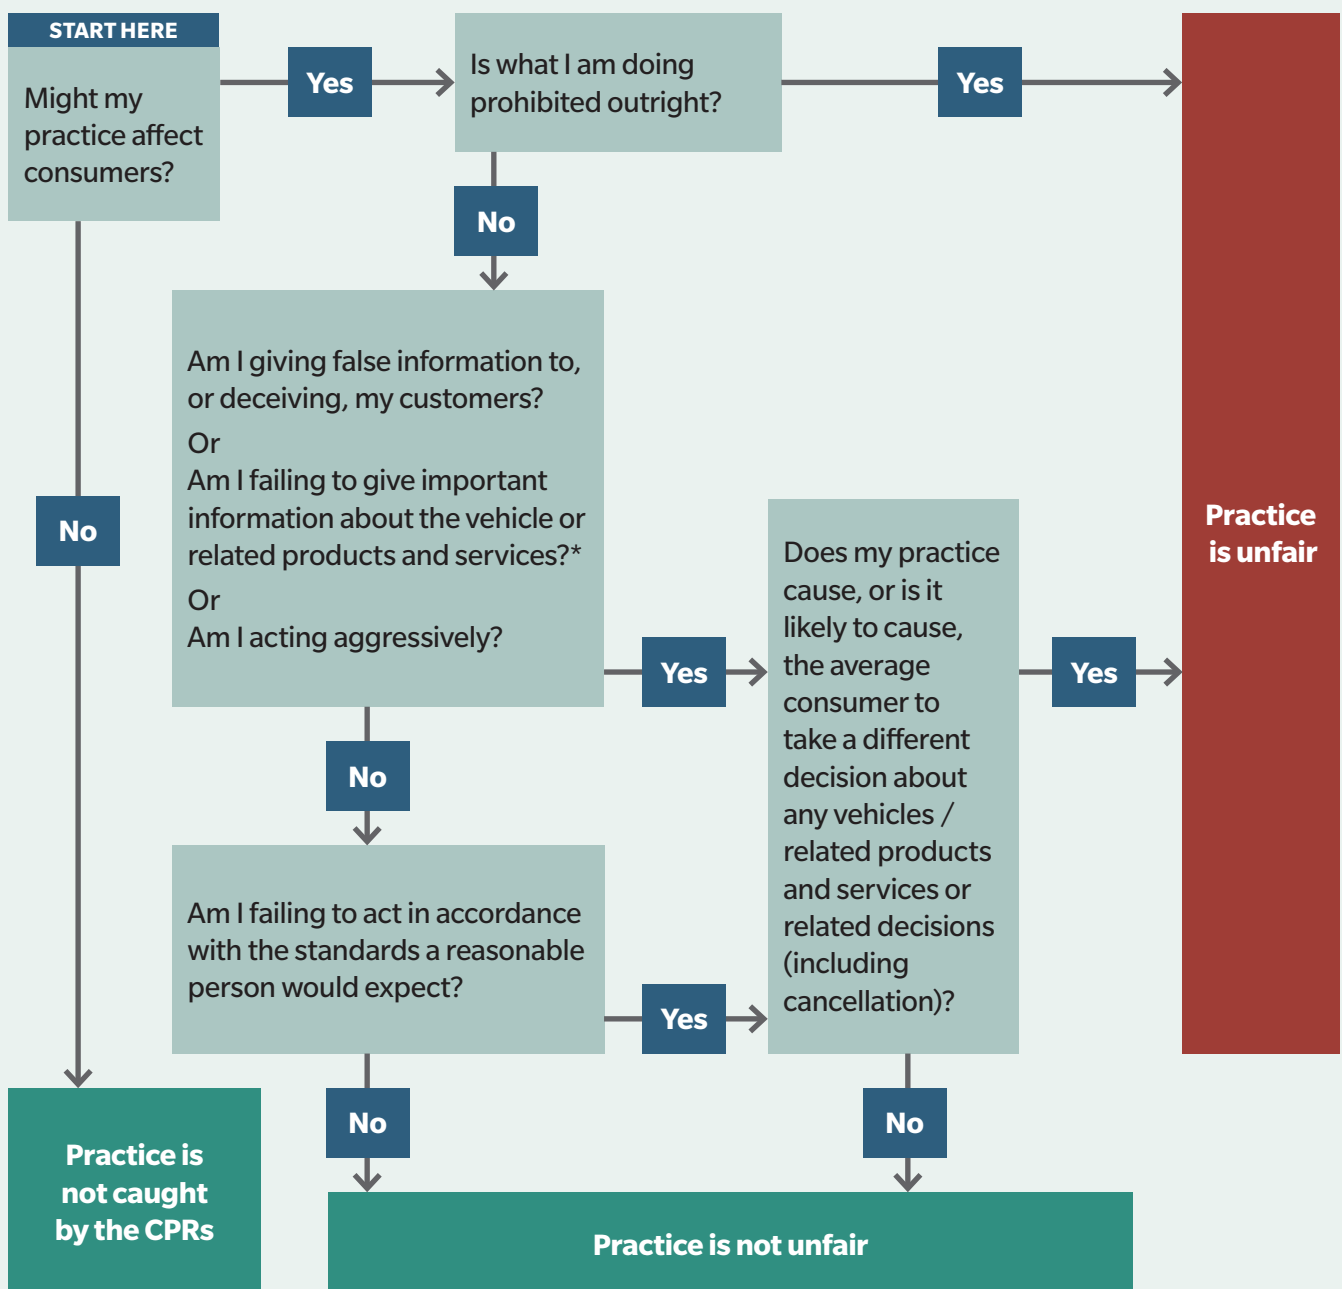 START HERE
Might my
practice affect
consumers?
Yes
Is what I am doing
prohibited outright?
Yes
No
Am I giving false information to,
or deceiving, my customers?
Or
Am I failing to give important
information about the vehicle or
related products and services?*
Or
Am I acting aggressively?
No
Yes
Does my practice
cause, or is it
likely to cause,
the average
consumer to
take a different
decision about
any vehicles /
related products
and services or
related decisions
(including
cancellation)?
Yes
Practice
is unfair
No
Am I failing to act in accordance
with the standards a reasonable
person would expect?
Yes
No
No
Practice is
not caught
by the CPRs
Practice is not unfair